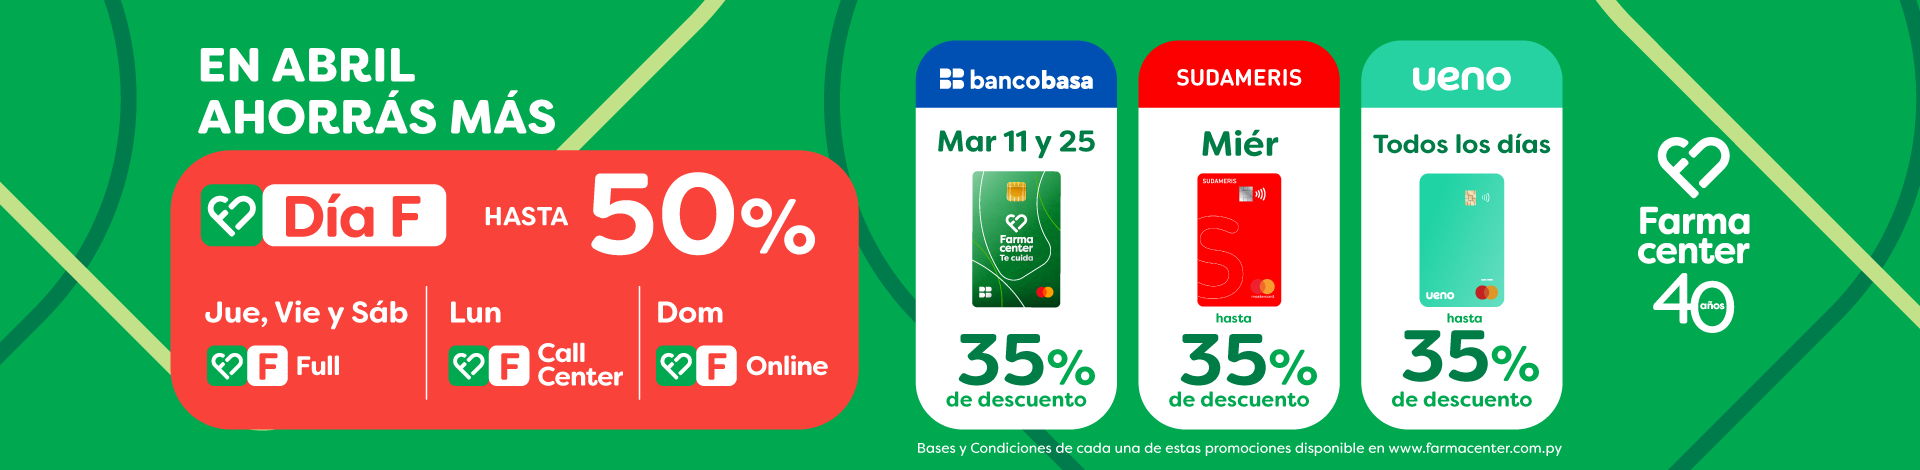 EN ABRIL
AHORRÁS MÁS
Día F
HASTA 50%
Jue, Vie y Sáb
F Full
Lun
F Call
Center
Dom
F Online
bancobasa
Mar 11 y 25
Farma
center
Te cuida
35%
de descuento
SUDAMERIS
Miér
SUDAMERIS
S
mastercard
hasta
35%
de descuento
ueno
Todos los días
ueno
hasta
35%
de descuento
Farma
center
40 años
Bases y Condiciones de cada una de estas promociones disponible en www.farmacenter.com.py